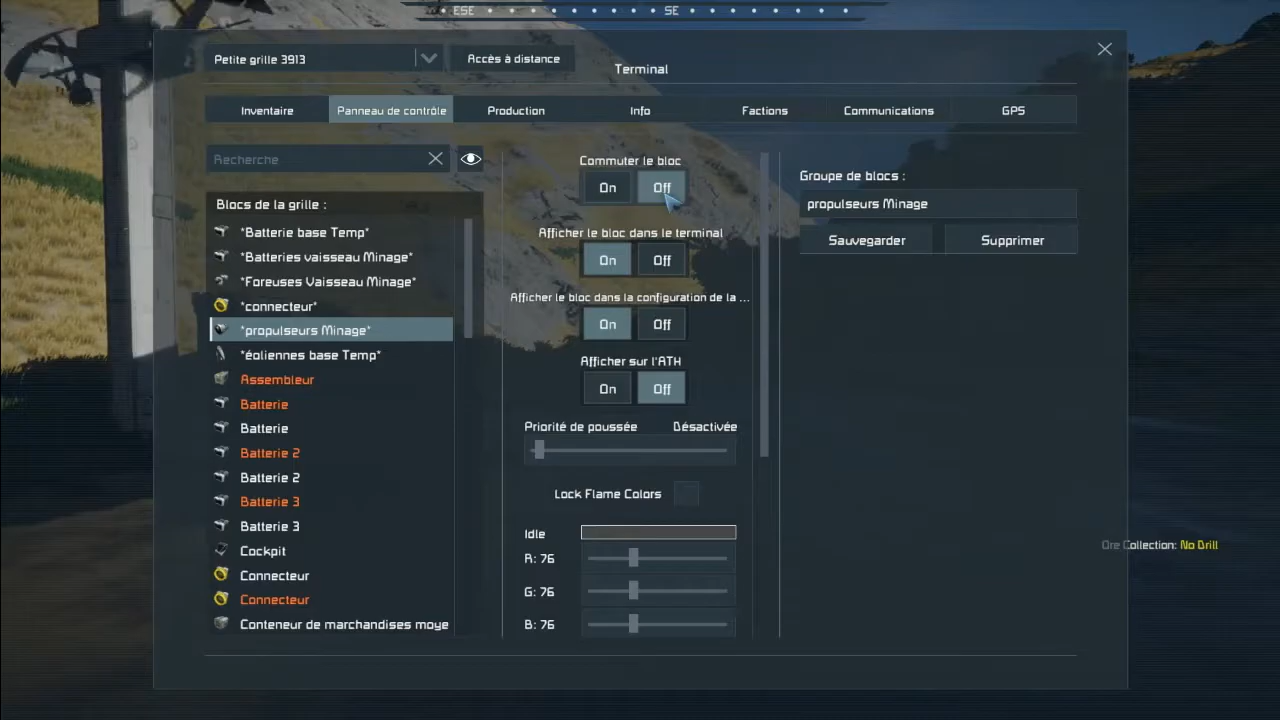 ESE SE
Petite grille 3913
Accès à distance
Terminal
Inventaire
Panneau de contrôle
Production
Info
Factions
Communications
GPS
Recherche
Blocs de la grille :
*Batterie base Temp*
*Batteries vaisseau Minage*
*Foreuses Vaisseau Minage*
*connecteur*
*propulseurs Minage*
*éoliennes base Temp*
Assembleur
Batterie
Batterie
Batterie 2
Batterie 2
Batterie 3
Batterie 3
Cockpit
Connecteur
Connecteur
Conteneur de marchandises moye
Commuter le bloc
On Off
Afficher le bloc dans le terminal
On Off
Afficher le bloc dans la configuration de la ...
On Off
Afficher sur l'ATH
On Off
Priorité de poussée Désactivée
Lock Flame Colors
Idle
R: 76
G: 76
B: 76
Groupe de blocs :
propulseurs Minage
Sauvegarder Supprimer
Ore Collection: No Drill